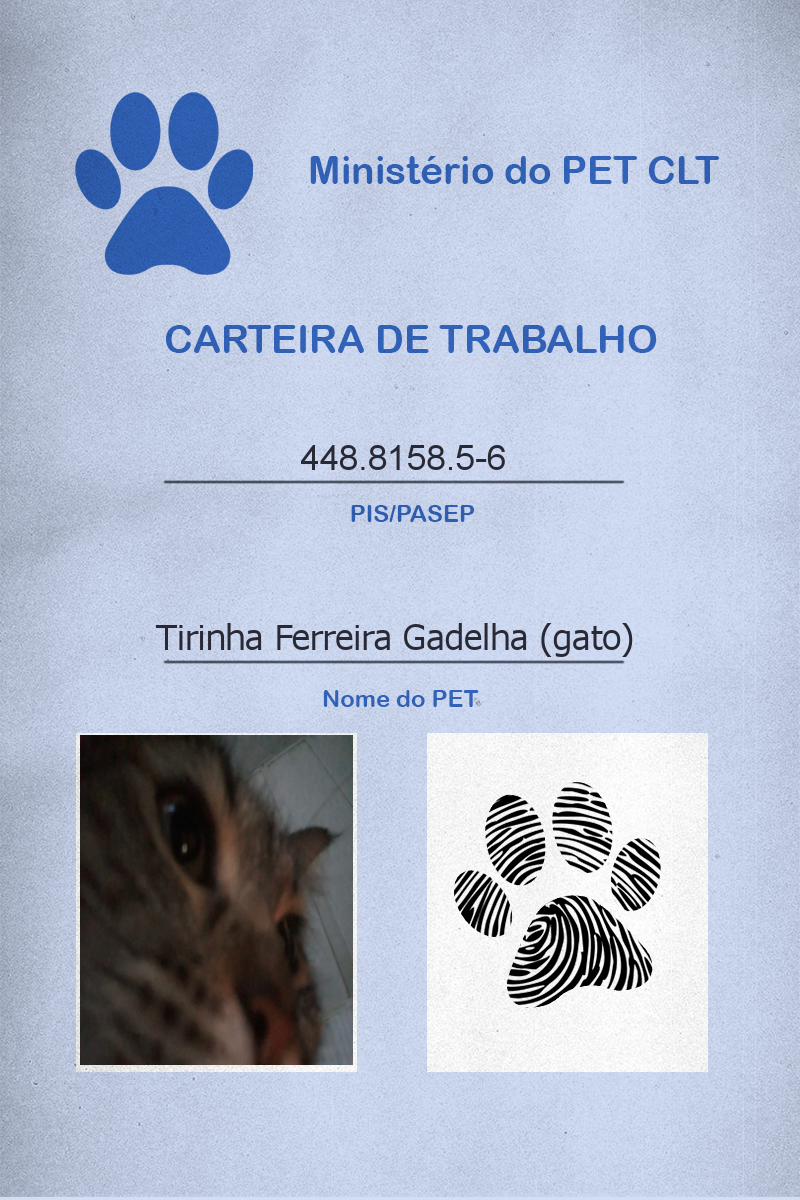 Ministério do PET CLT
CARTEIRA DE TRABALHO
448.8158.5-6
PIS/PASEP
Tirinha Ferreira Gadelha (gato)
Nome do PET